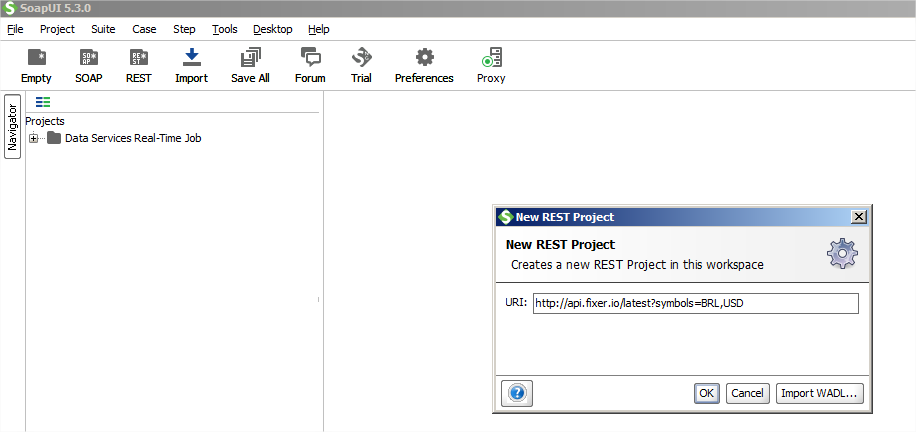 SoapUI 5.3.0
File Project Suite Case Step Tools Desktop Help
Empty SOAP REST Import Save All Forum Trial Preferences Proxy
Navigator
Projects
Data Services Real-Time Job
New REST Project
New REST Project
Creates a new REST Project in this workspace
URI: http://api.fixer.io/latest?symbols=BRL,USD
OK Cancel Import WADL...